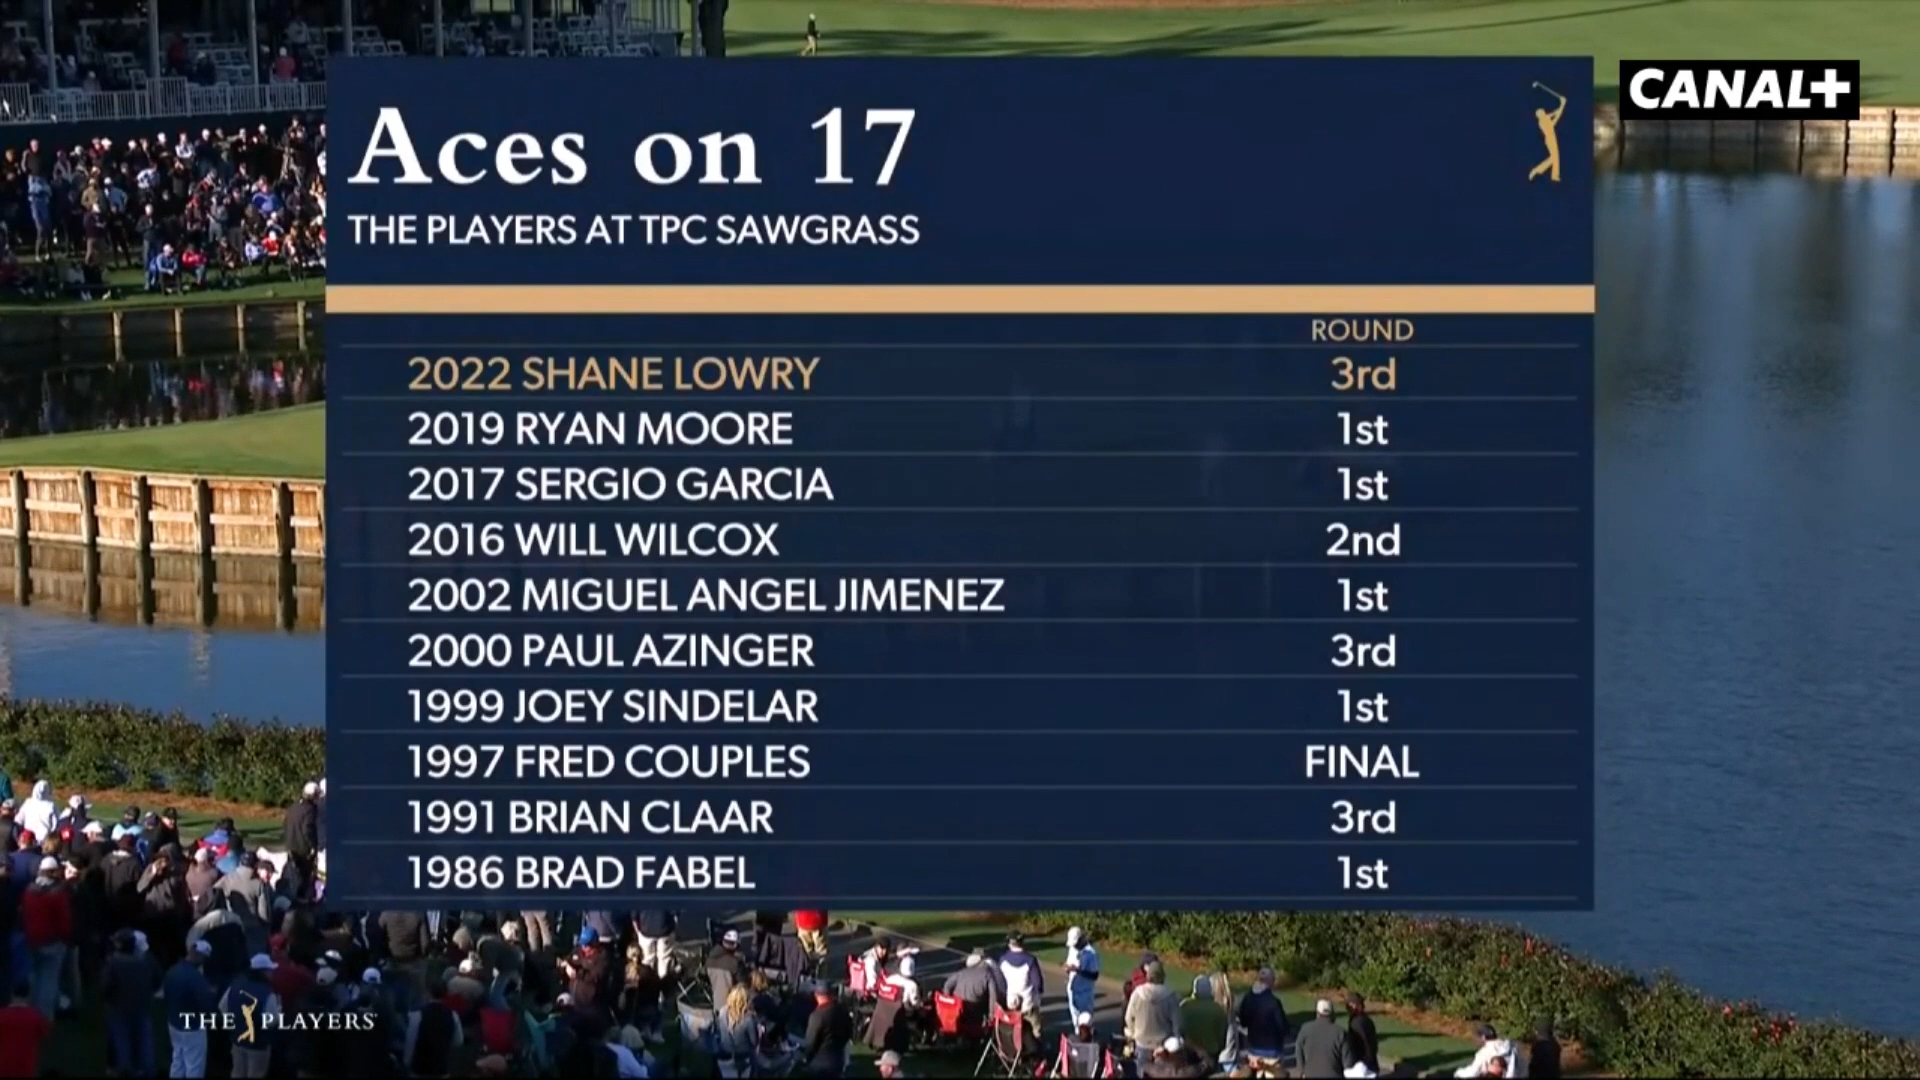 CANAL+
Aces on 17
THE PLAYERS AT TPC SAWGRASS
ROUND
2022 SHANE LOWRY 3rd
2019 RYAN MOORE 1st
2017 SERGIO GARCIA 1st
2016 WILL WILCOX 2nd
2002 MIGUEL ANGEL JIMENEZ 1st
2000 PAUL AZINGER 3rd
1999 JOEY SINDELAR 1st
1997 FRED COUPLES FINAL
1991 BRIAN CLAAR 3rd
1986 BRAD FABEL 1st
THE PLAYERS